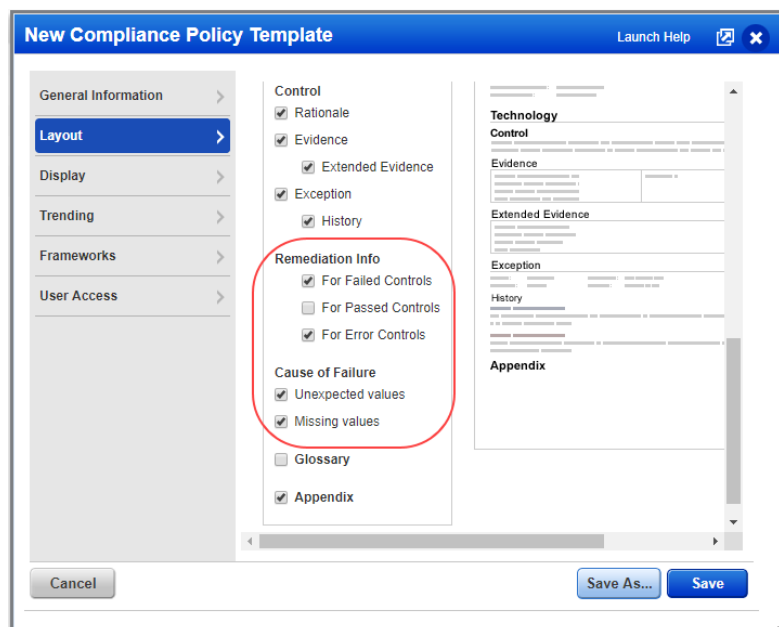 New Compliance Policy Template
Launch Help
General Information
Layout
Display
Trending
Frameworks
User Access
Control
Rationale
Evidence
Extended Evidence
Exception
History
Remediation Info
For Failed Controls
For Passed Controls
For Error Controls
Cause of Failure
Unexpected values
Missing values
Glossary
Appendix
Technology
Control
Evidence
Extended Evidence
Exception
History
Appendix
Cancel
Save As...
Save